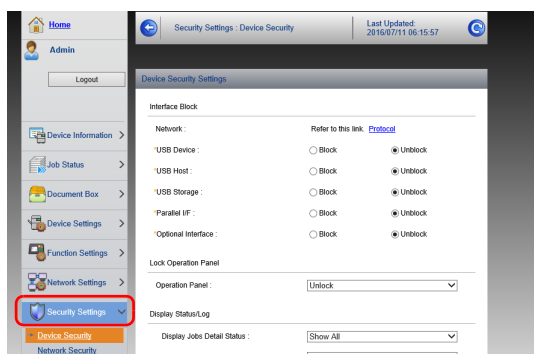 Home
Admin
Logout
Device Information
Job Status
Document Box
Device Settings
Function Settings
Network Settings
Security Settings
Device Security
Network Security
Security Settings : Device Security
Last Updated:
2016/07/11 06:15:57
Device Security Settings
Interface Block
Network : Refer to this link. Protocol
*USB Device : Block Unblock
*USB Host : Block Unblock
*USB Storage : Block Unblock
*Parallel I/F : Block Unblock
*Optional Interface : Block Unblock
Lock Operation Panel
Operation Panel : Unlock
Display Status/Log
Display Jobs Detail Status : Show All